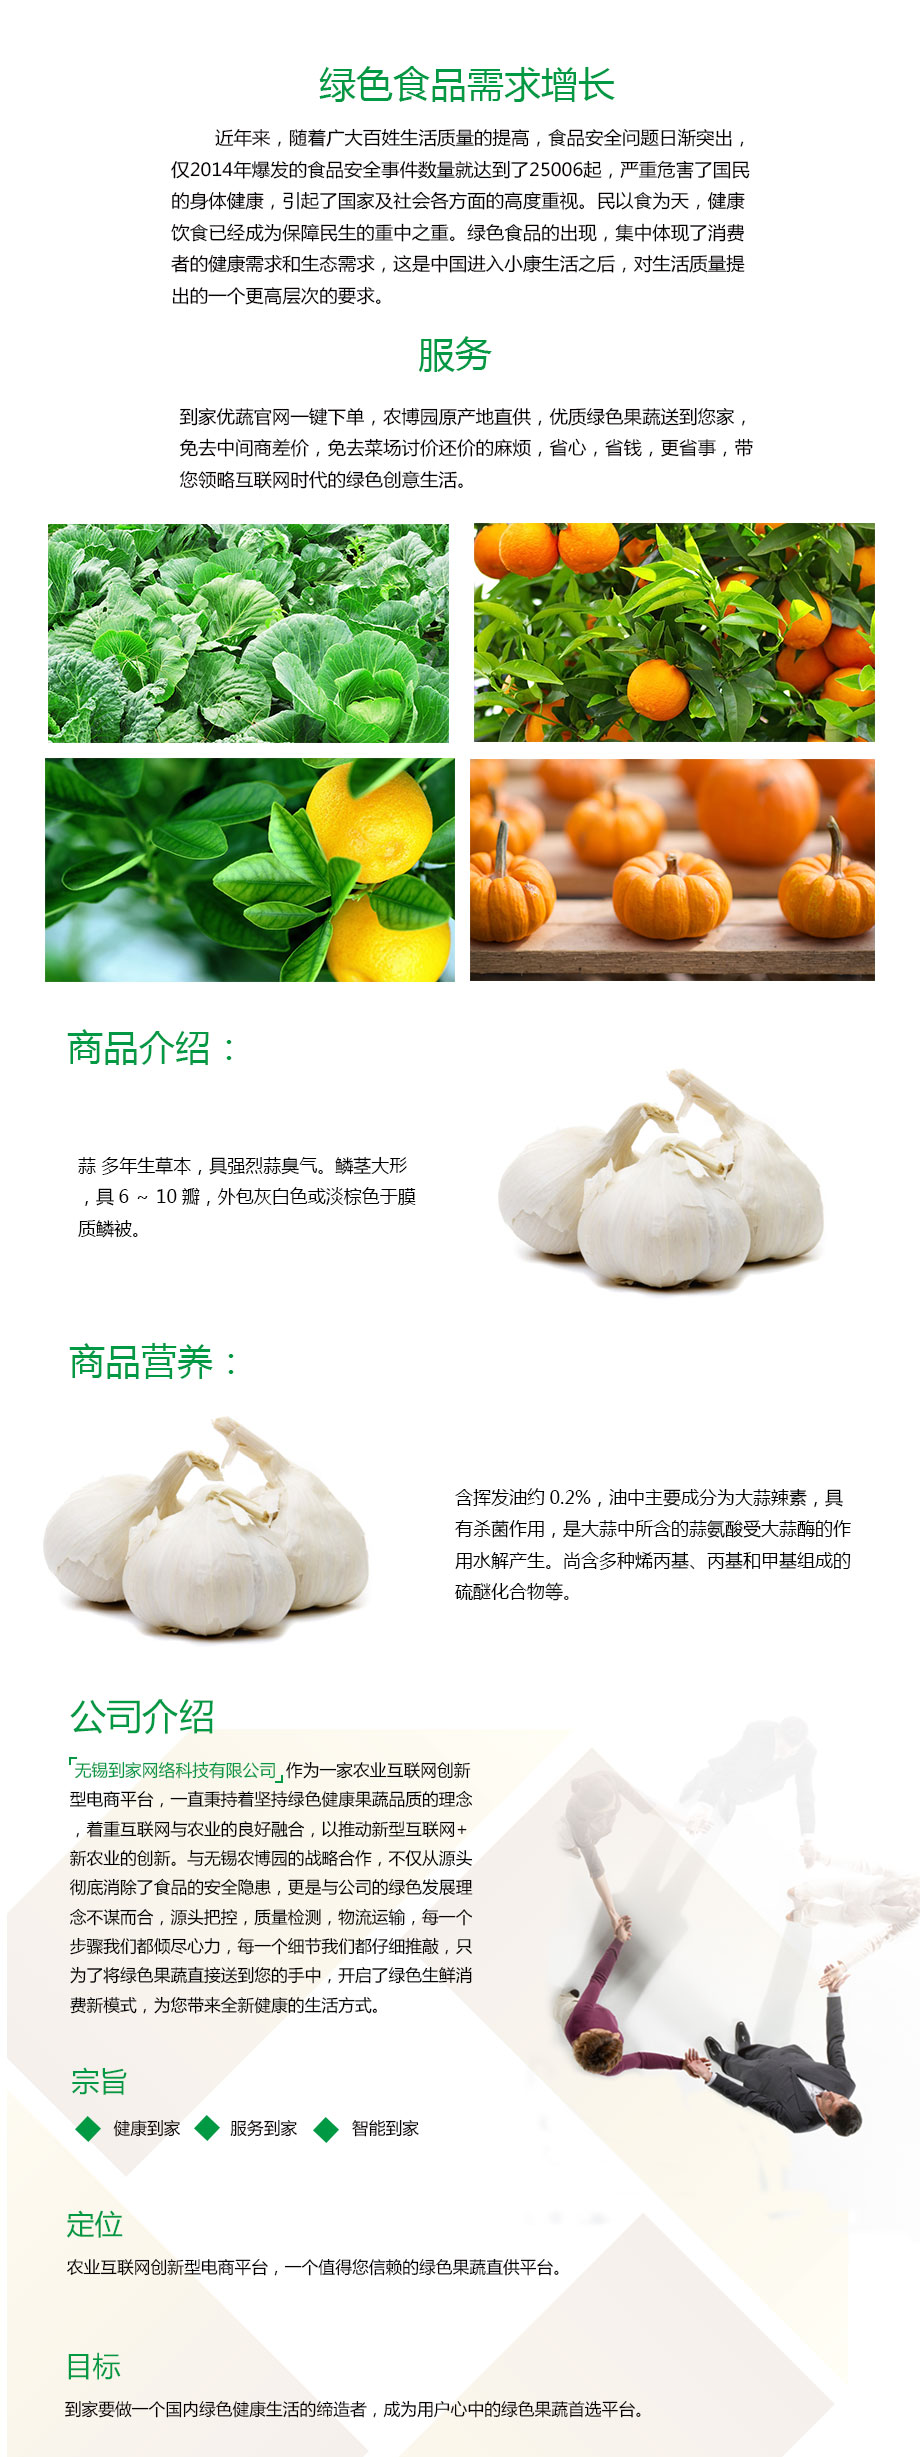 绿色食品需求增长
近年来，随着广大百姓生活质量的提高，食品安全问题日渐突出，
仅2014年爆发的食品安全事件数量就达到了25006起，严重危害了国民
的身体健康，引起了国家及社会各方面的高度重视。民以食为天，健康
饮食已经成为保障民生的重中之重。绿色食品的出现，集中体现了消费
者的健康需求和生态需求，这是中国进入小康生活之后，对生活质量提
出的一个更高层次的要求。
服务
到家优蔬官网一键下单，农博园原产地直供，优质绿色果蔬送到您家，
免去中间商差价，免去菜场讨价还价的麻烦，省心，省钱，更省事，带
您领略互联网时代的绿色创意生活。
商品介绍：
蒜 多年生草本，具强烈蒜臭气。鳞茎大形
，具 6 ～ 10 瓣，外包灰白色或淡棕色于膜
质鳞被。
商品营养：
含挥发油约 0.2%，油中主要成分为大蒜辣素，具
有杀菌作用，是大蒜中所含的蒜氨酸受大蒜酶的作
用水解产生。尚含多种烯丙基、丙基和甲基组成的
硫醚化合物等。
公司介绍
「无锡到家网络科技有限公司」作为一家农业互联网创新
型电商平台，一直秉持着坚持绿色健康果蔬品质的理念
，着重互联网与农业的良好融合，以推动新型互联网+
新农业的创新。与无锡农博园的战略合作，不仅从源头
彻底消除了食品的安全隐患，更是与公司的绿色发展理
念不谋而合，源头把控，质量检测，物流运输，每一个
步骤我们都倾尽心力，每一个细节我们都仔细推敲，只
为了将绿色果蔬直接送到您的手中，开启了绿色生鲜消
费新模式，为您带来全新健康的生活方式。
宗旨
健康到家 服务到家 智能到家
定位
农业互联网创新型电商平台，一个值得您信赖的绿色果蔬直供平台。
目标
到家要做一个国内绿色健康生活的缔造者，成为用户心中的绿色果蔬首选平台。